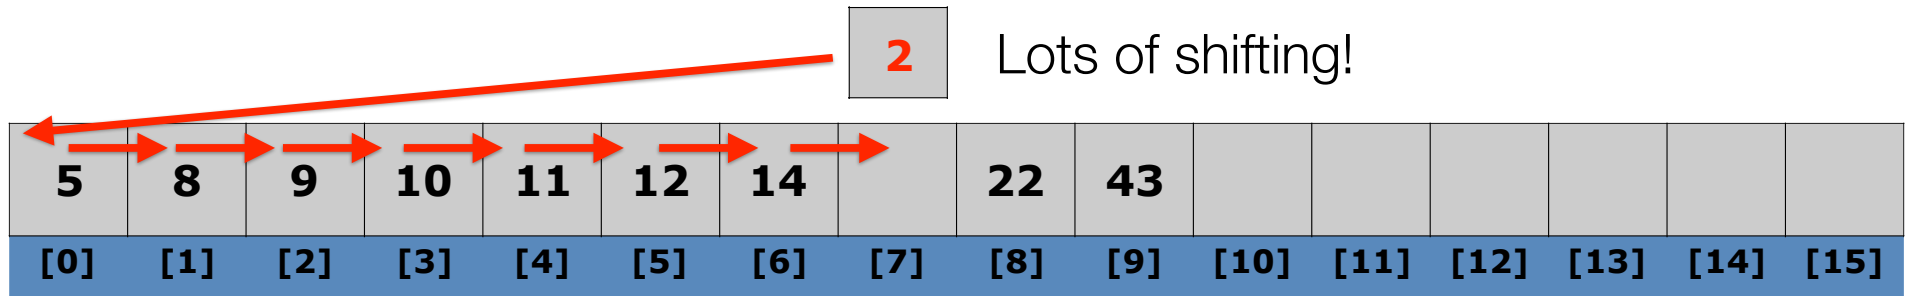 2 Lots of shifting!
5 8 9 10 11 12 14 22 43
[0] [1] [2] [3] [4] [5] [6] [7] [8] [9] [10] [11] [12] [13] [14] [15]